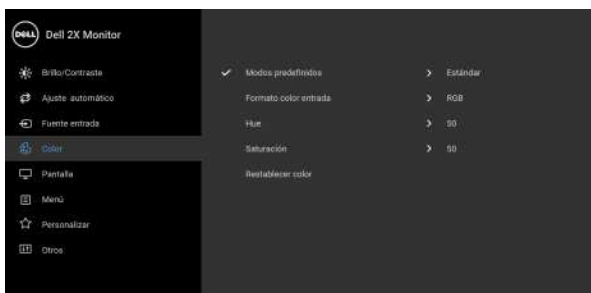 DELL Dell 2X Monitor
Brillo/Contraste
Modos predefinidos
Estándar
Ajuste automático
Formato color entrada
RGB
Fuente entrada
Hue
50
Color
Saturación
50
Pantalla
Restablecer color
Menú
Personalizar
Otros